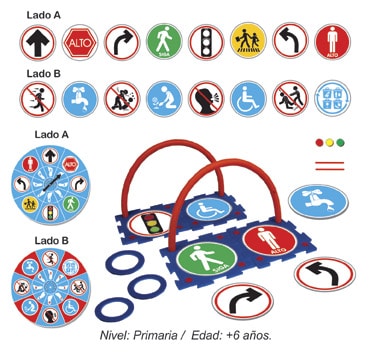 Lado A
ALTO
SIGA
ALTO
Lado B
Lado A
ALTO
Lado B
SIGA
ALTO
Nivel: Primaria / Edad: +6 años.